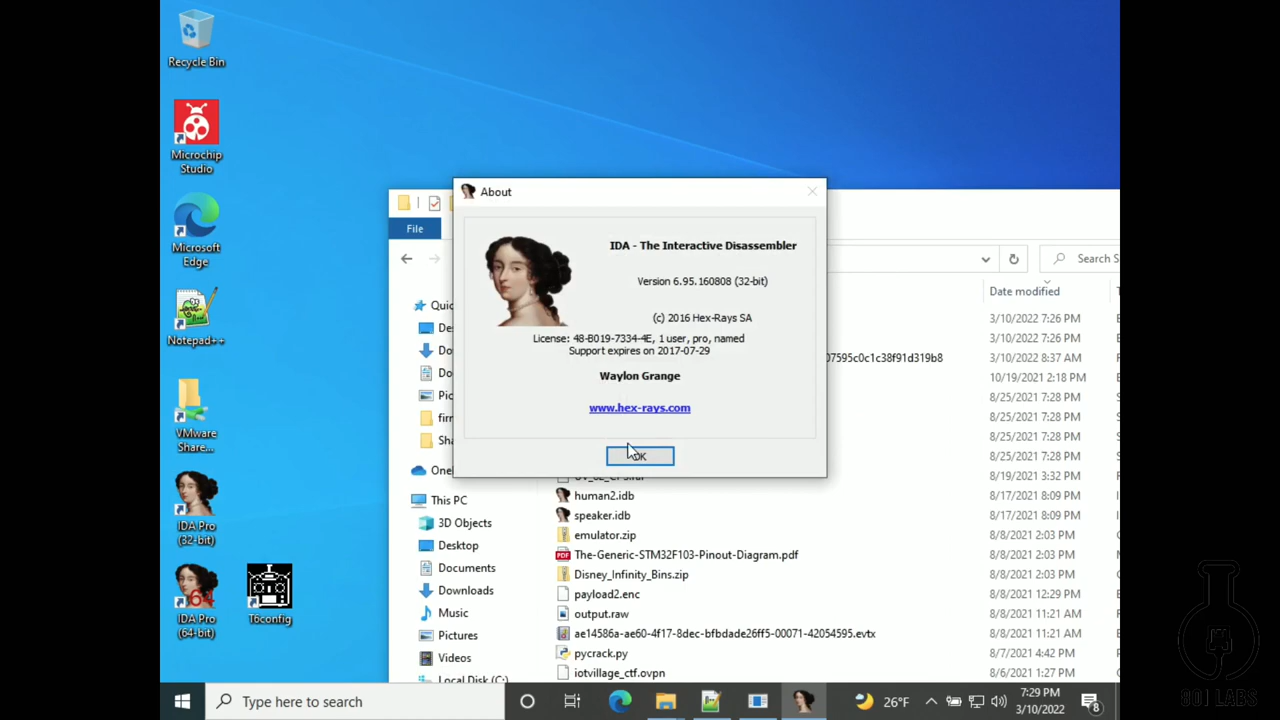 Recycle Bin
Microchip
Studio
Microsoft
Edge
Notepad++
VMware
Share...
IDA Pro
(32-bit)
64
IDA Pro
(64-bit)
T6config
File
About
IDA - The Interactive Disassembler
Version 6.95.160808 (32-bit)
(c) 2016 Hex-Rays SA
License: 48-B019-7334-4E, 1 user, pro, named
Support expires on 2017-07-29
Waylon Grange
www.hex-rays.com
OK
Search S
Date modified
3/10/2022 7:26 PM
3/10/2022 7:26 PM
07595c0c1c38f91d319b8 3/10/2022 8:37 AM
10/19/2021 2:18 PM
8/25/2021 7:28 PM
8/25/2021 7:28 PM
8/25/2021 7:28 PM
8/19/2021 3:32 PM
human2.idb 8/17/2021 8:09 PM
speaker.idb 8/17/2021 8:09 PM
emulator.zip 8/8/2021 2:03 PM
PDF The-Generic-STM32F103-Pinout-Diagram.pdf 8/8/2021 2:03 PM
Disney_Infinity_Bins.zip 8/8/2021 2:03 PM
payload2.enc 8/8/2021 12:29 PM
output.raw 8/8/2021 11:21 AM
ae14586a-ae60-4f17-8dec-bfbdade26ff5-00071-42054595.evtx 8/8/2021 11:21 AM
pycrack.py 8/7/2021 4:42 PM
iotvillage_ctf.ovpn 8/6/2021 1:27 PM
Quic
De
Do
Do
Pic
firr
Sha
One
This PC
3D Objects
Desktop
Documents
Downloads
Music
Pictures
Videos
Local Disk (C:)
Type here to search
26°F
7:29 PM
3/10/2022
8
801 LABS